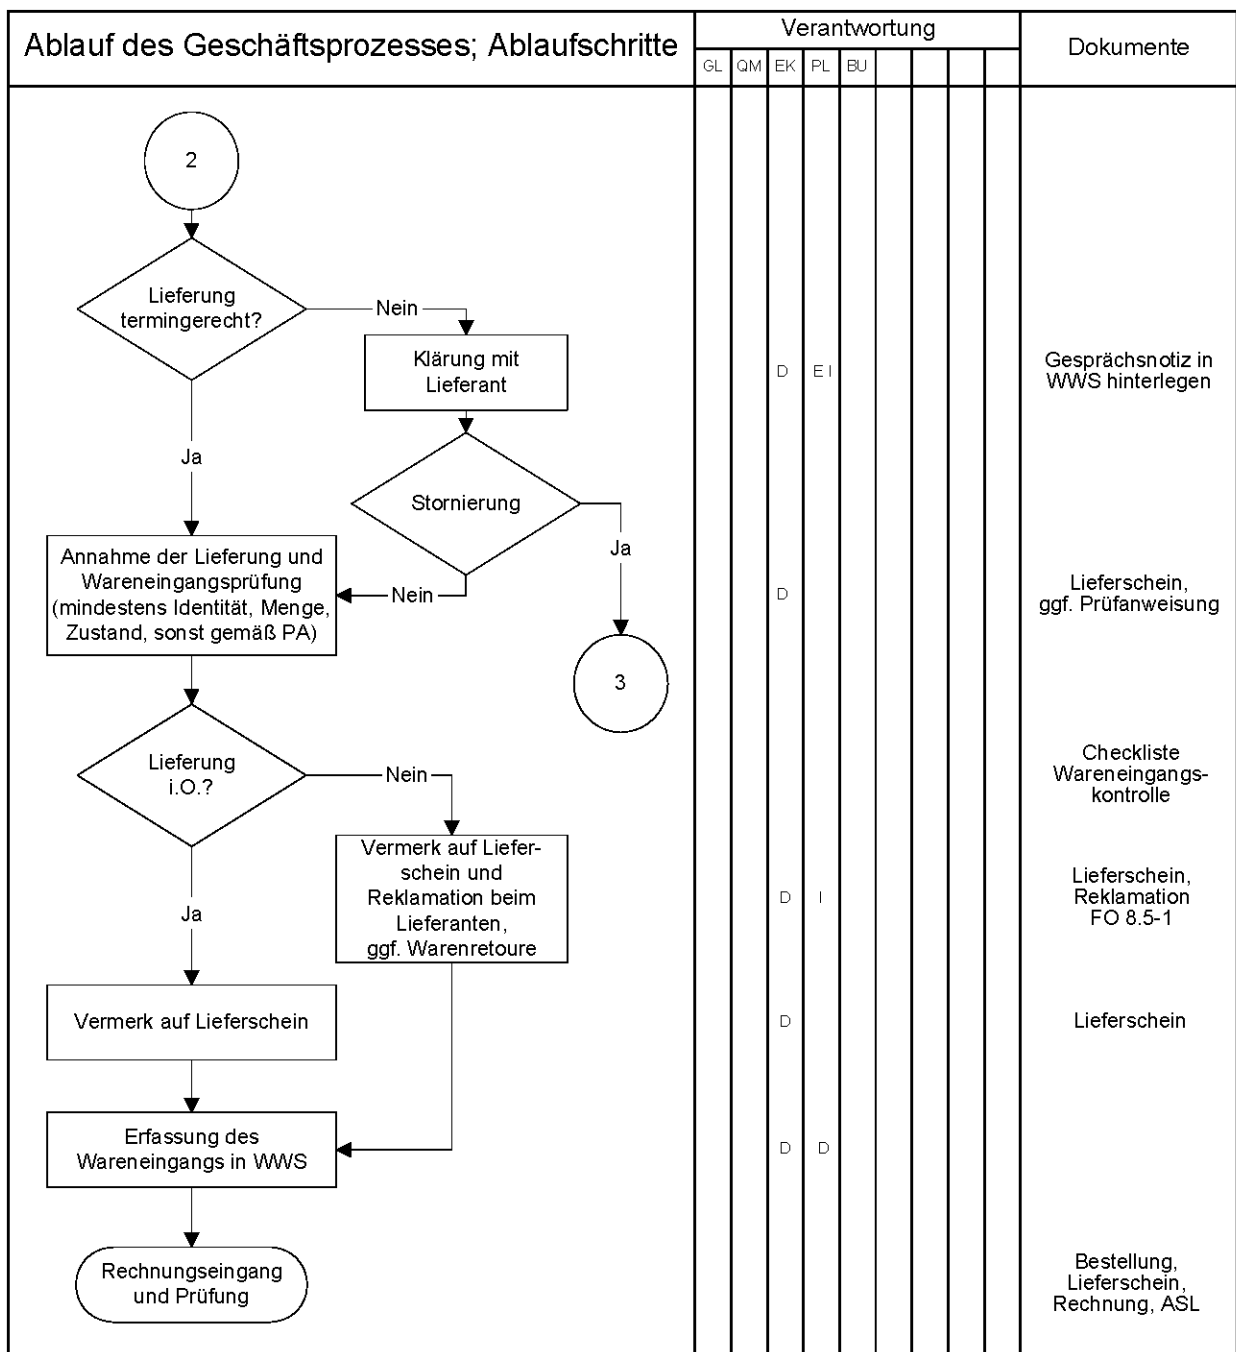 Ablauf des Geschäftsprozesses; Ablaufschritte
Verantwortung
Dokumente
GL QM EK PL BU
2
Lieferung
termingerecht?
Nein
Klärung mit
Lieferant
D E I
Gesprächsnotiz in
WWS hinterlegen
Ja
Stornierung
Ja
Nein
Annahme der Lieferung und
Wareneingangsprüfung
(mindestens Identität, Menge,
Zustand, sonst gemäß PA)
D
Lieferschein,
ggf. Prüfanweisung
3
Lieferung
i.O.?
Nein
Checkliste
Wareneingangs-
kontrolle
Vermerk auf Liefer-
schein und
Reklamation beim
Lieferanten,
ggf. Warenretoure
D I
Lieferschein,
Reklamation
FO 8.5-1
Ja
Vermerk auf Lieferschein
D
Lieferschein
Erfassung des
Wareneingangs in WWS
D D
Rechnungseingang
und Prüfung
Bestellung,
Lieferschein,
Rechnung, ASL